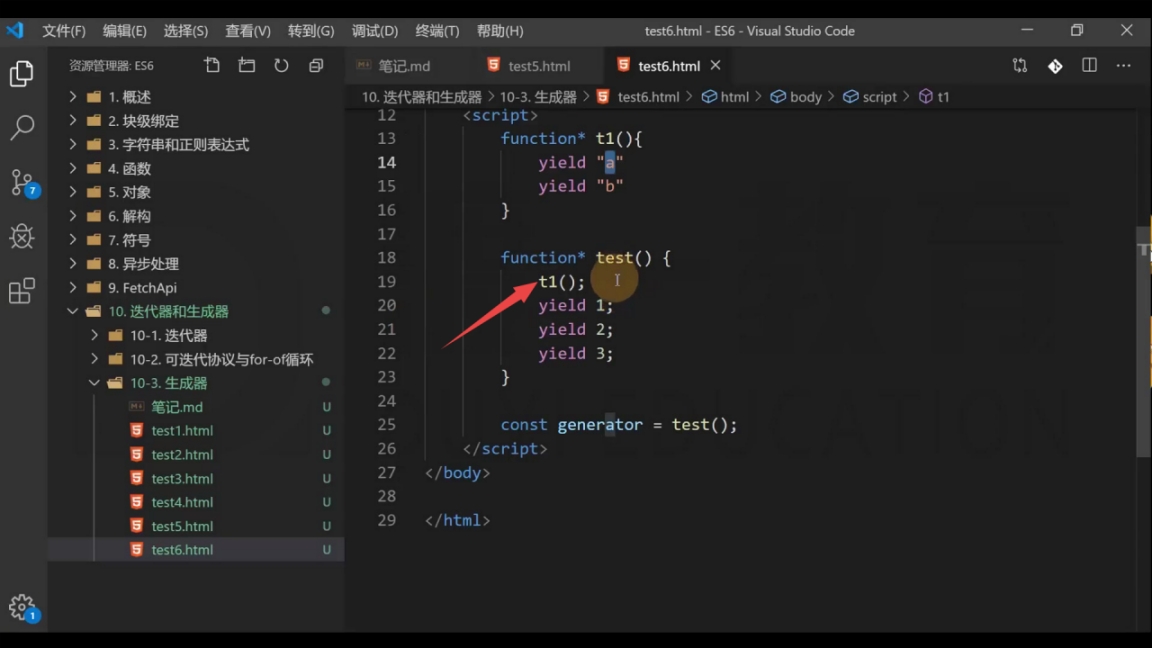 文件(F) 编辑(E) 选择(S) 查看(V) 转到(G) 调试(D) 终端(T) 帮助(H) test6.html - ES6 - Visual Studio Code
资源管理器: ES6
笔记.md test5.html test6.html
10. 迭代器和生成器 > 10-3. 生成器 > test6.html > html > body > script > t1
1. 概述
2. 块级绑定
3. 字符串和正则表达式
4. 函数
5. 对象
6. 解构
7. 符号
8. 异步处理
9. FetchApi
10. 迭代器和生成器
10-1. 迭代器
10-2. 可迭代协议与for-of循环
10-3. 生成器
笔记.md U
test1.html U
test2.html U
test3.html U
test4.html U
test5.html U
test6.html U
7
1
12 <script>
13 function* t1(){
14 yield "a"
15 yield "b"
16 }
17
18 function* test() {
19 t1();
20 yield 1;
21 yield 2;
22 yield 3;
23 }
24
25 const generator = test();
26 </script>
27 </body>
28
29 </html>